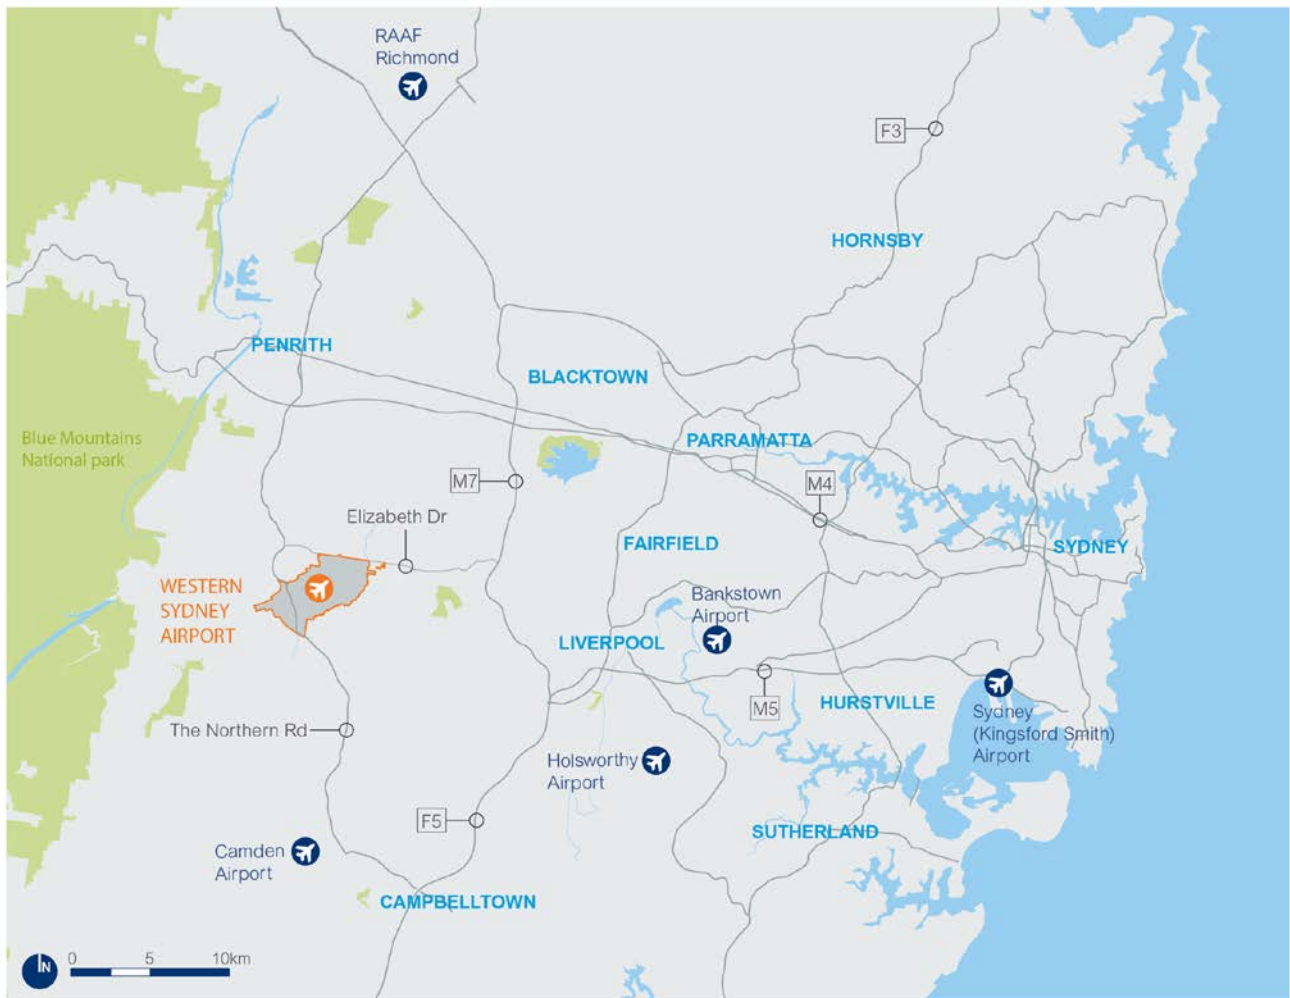 RAAF
Richmond
F3
HORNSBY
PENRITH
BLACKTOWN
Blue Mountains
National park
PARRAMATTA
M7
M4
Elizabeth Dr
FAIRFIELD
SYDNEY
WESTERN
SYDNEY
AIRPORT
Bankstown
Airport
LIVERPOOL
M5
HURSTVILLE
Sydney
(Kingsford Smith)
Airport
The Northern Rd
Holsworthy
Airport
F5
SUTHERLAND
Camden
Airport
CAMPBELLTOWN
N
0 5 10km